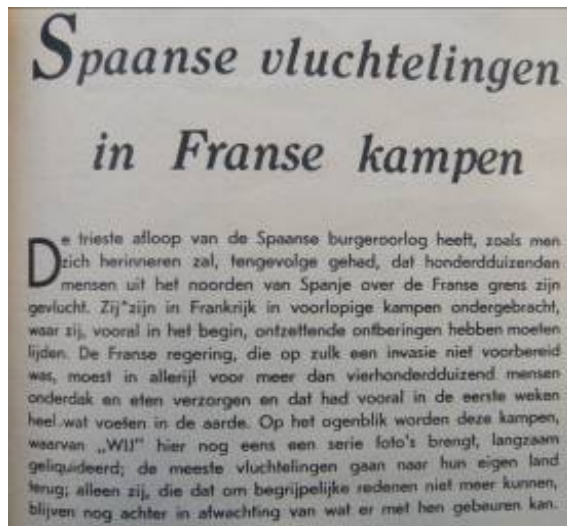 Spaanse vluchtelingen
in Franse kampen
De trieste afloop van de Spaanse burgeroorlog heeft, zoals men
zich herinneren zal, tengevolge gehad, dat honderdduizenden
mensen uit het noorden van Spanje over de Franse grens zijn
gevlucht. Zij zijn in Frankrijk in voorlopige kampen ondergebracht,
waar zij, vooral in het begin, ontzettende ontberingen hebben moeten
lijden. De Franse regering, die op zulk een invasie niet voorbereid
was, moest in allerijl voor meer dan vierhonderdduizend mensen
onderdak en eten verzorgen en dat had vooral in de eerste weken
heel wat voeten in de aarde. Op het ogenblik worden deze kampen,
waarvan „WIJ" hier nog eens een serie foto's brengt, langzaam
geliquideerd; de meeste vluchtelingen gaan naar hun eigen land
terug; alleen zij, die dat om begrijpelijke redenen niet meer kunnen,
blijven nog achter in afwachting van wat er met hen gebeuren kan.